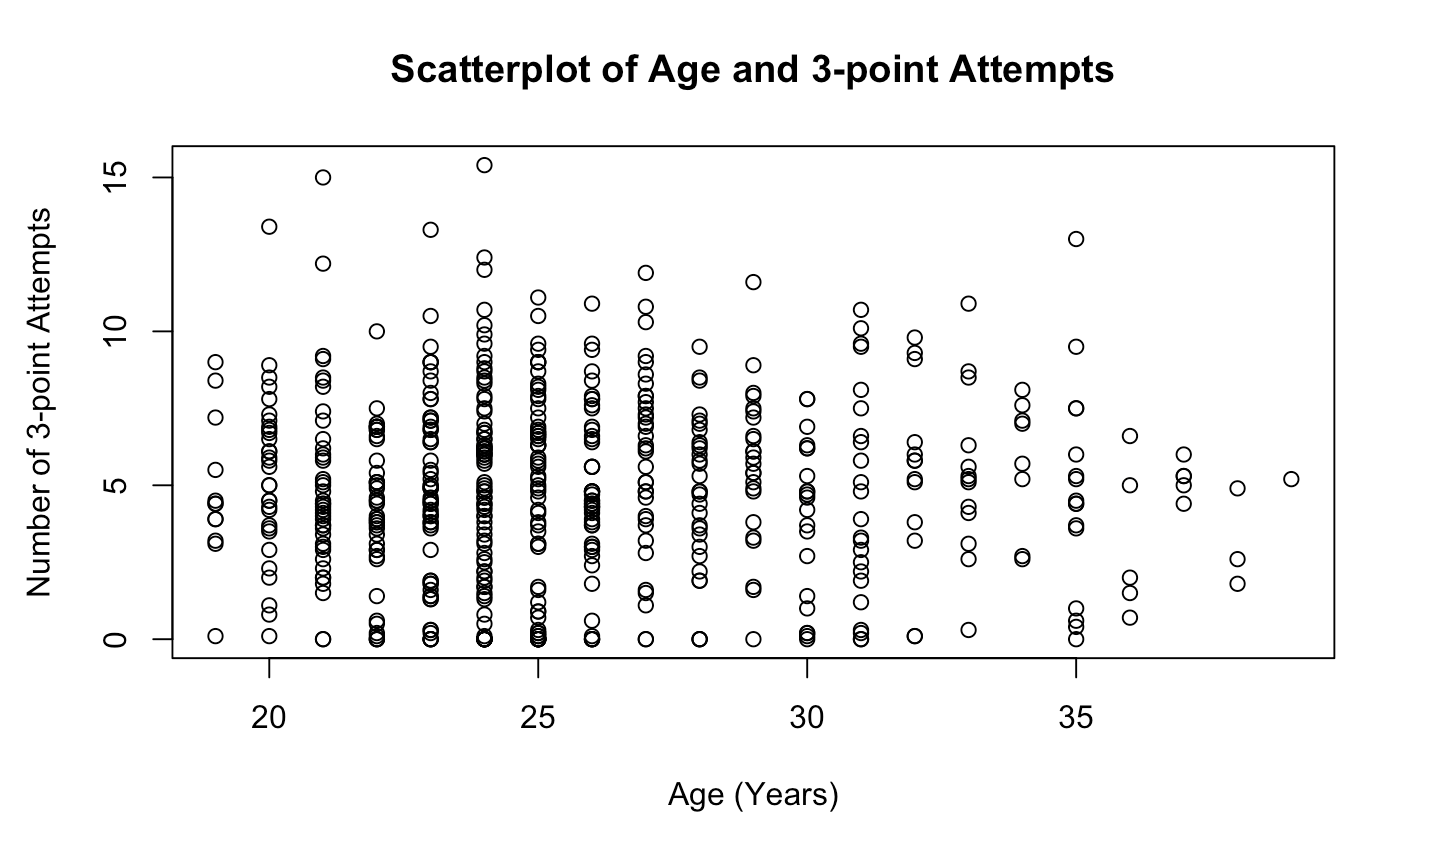 Scatterplot of Age and 3-point Attempts
Number of 3-point Attempts
15
10
5
0
20 25 30 35
Age (Years)